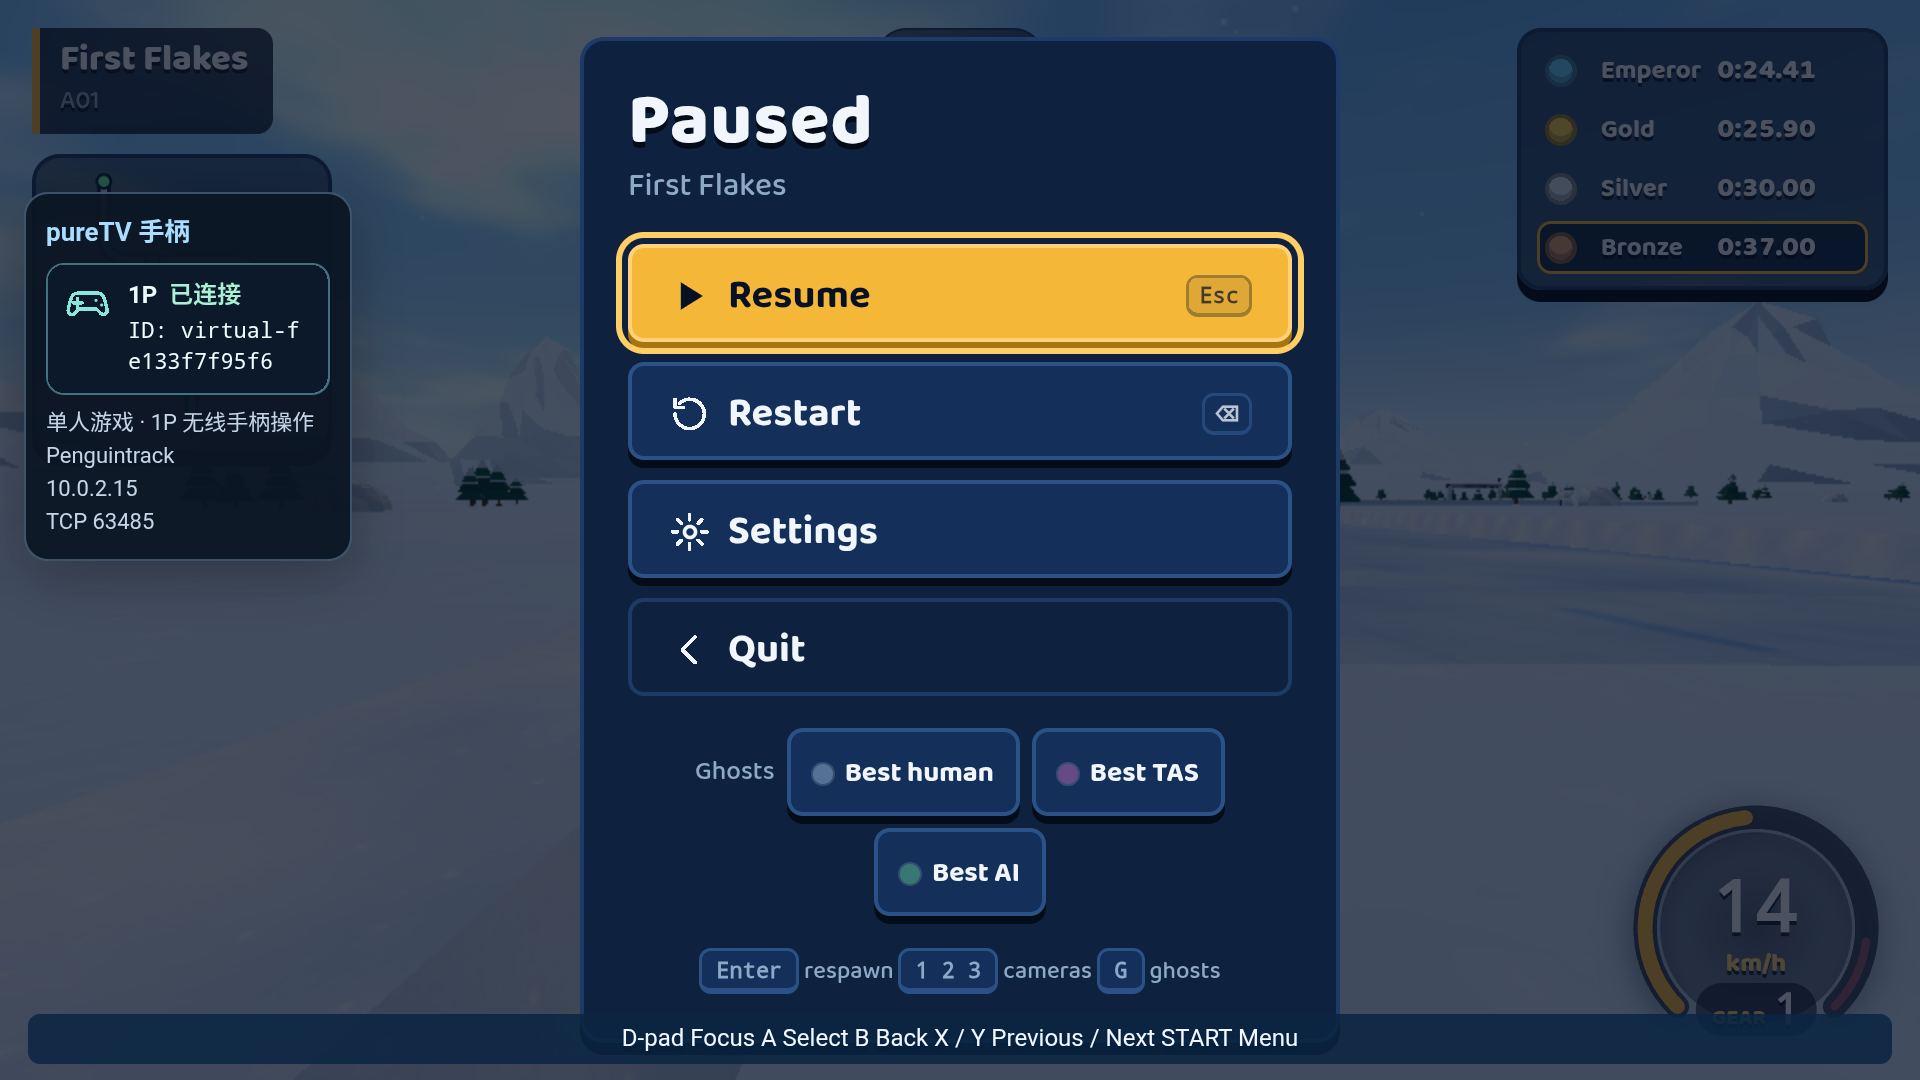 First Flakes
A01
pureTV 手柄
1P 已连接
ID: virtual-f
e133f7f95f6
单人游戏 · 1P 无线手柄操作
Penguintrack
10.0.2.15
TCP 63485
Paused
First Flakes
Resume Esc
Restart
Settings
Quit
Ghosts Best human Best TAS
Best AI
Enter respawn 1 2 3 cameras G ghosts
Emperor 0:24.41
Gold 0:25.90
Silver 0:30.00
Bronze 0:37.00
14
km/h
GEAR 1
D-pad Focus A Select B Back X / Y Previous / Next START Menu